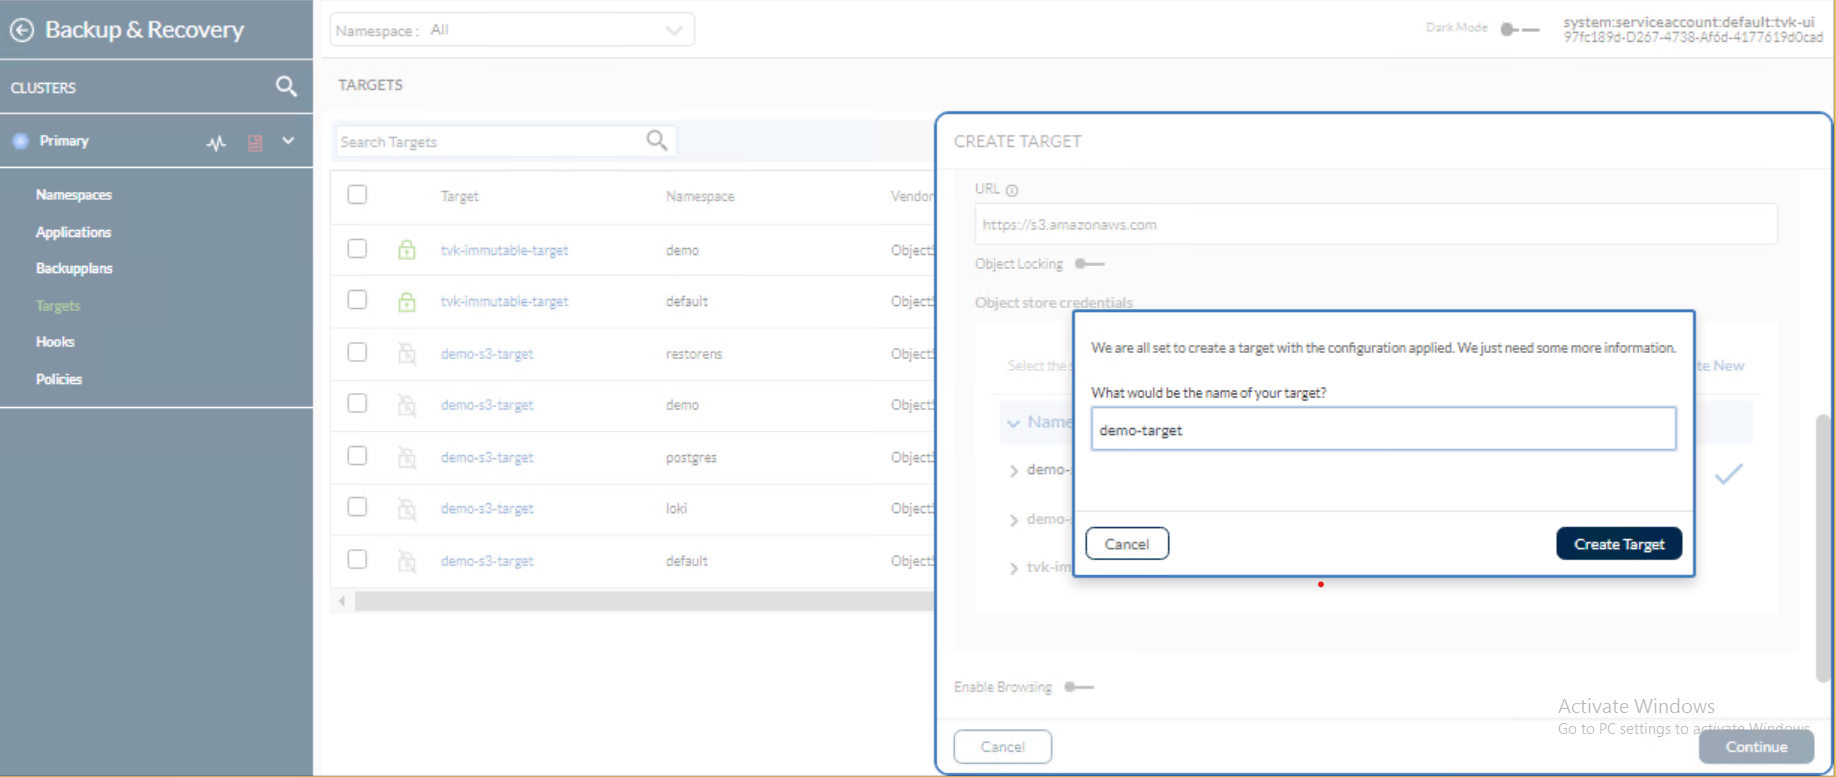 Backup & Recovery
Namespace : All
Dark Mode
system:serviceaccount:default:tvk-ui
97fc189d-D267-4738-Af6d-4177619d0cad
CLUSTERS
TARGETS
Primary
Search Targets
Namespaces
Applications
Backupplans
Targets
Hooks
Policies
Target Namespace Vendor
tvk-immutable-target demo Object
tvk-immutable-target default Object
demo-s3-target restorens Object
demo-s3-target demo Object
demo-s3-target postgres Object
demo-s3-target loki Object
demo-s3-target default Object
CREATE TARGET
URL
https://s3.amazonaws.com
Object Locking
Object store credentials
Select the
te New
Name
demo-
demo-
tvk-im
We are all set to create a target with the configuration applied. We just need some more information.
What would be the name of your target?
demo-target
Cancel Create Target
Enable Browsing
Activate Windows
Go to PC settings to activate Windows.
Cancel Continue